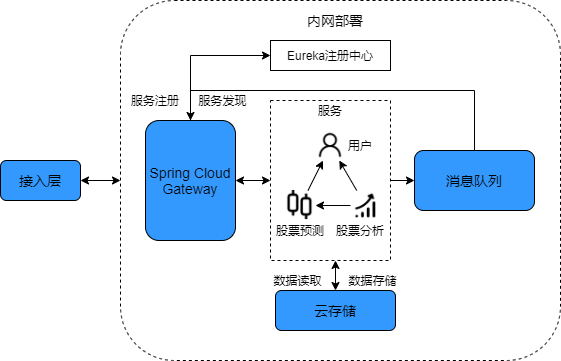 内网部署
Eureka注册中心
服务注册
服务发现
服务
用户
Spring Cloud
Gateway
接入层
消息队列
股票预测
股票分析
数据读取
数据存储
云存储